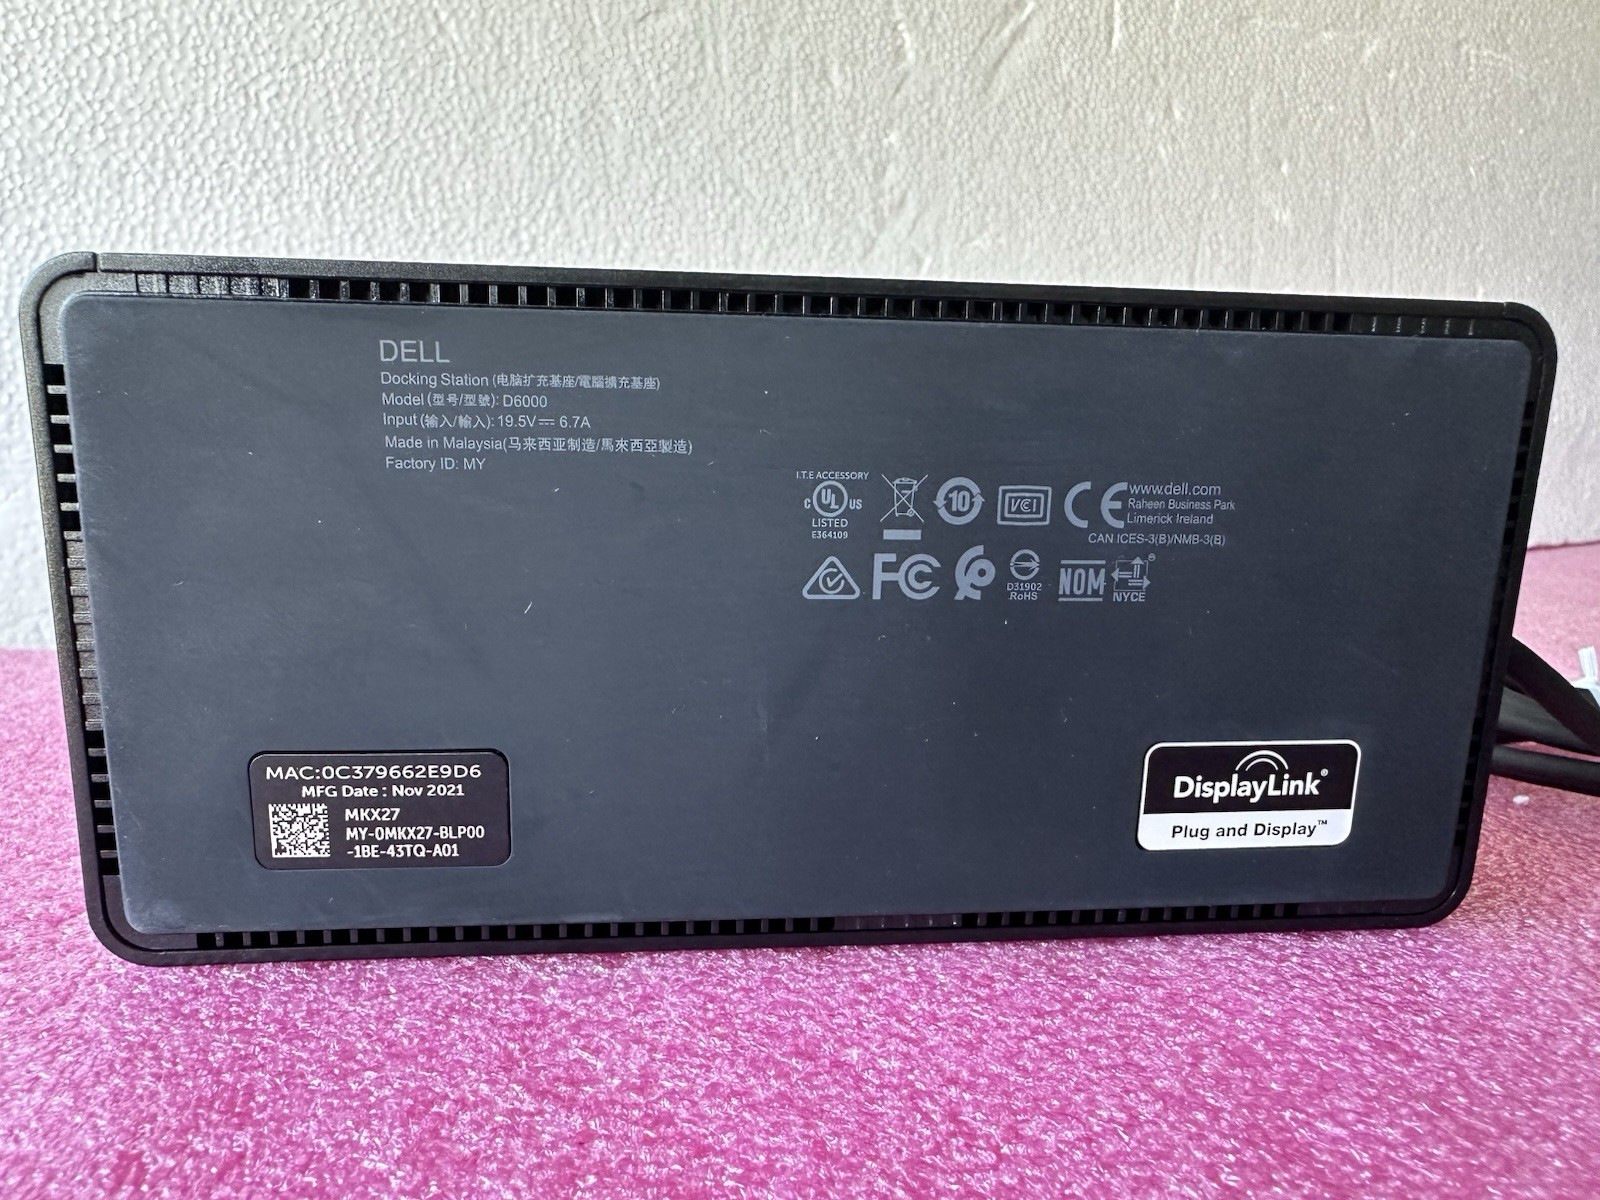 DELL
Docking Station (电脑扩充基座/電腦擴充基座)
Model (型号/型號): D6000
Input (输入/輸入): 19.5V⎓ 6.7A
Made in Malaysia(马来西亚制造/馬來西亞製造)
Factory ID: MY
I.T.E ACCESSORY
C UL US
LISTED
E364109
10
VCI
CE
www.dell.com
Raheen Business Park
Limerick Ireland
CAN ICES-3(B)/NMB-3(B)
FC
D31902
RoHS
NOM
NYCE®
MAC:0C379662E9D6
MFG Date : Nov 2021
MKX27
MY-0MKX27-BLP00
-1BE-43TQ-A01
DisplayLink®
Plug and Display™